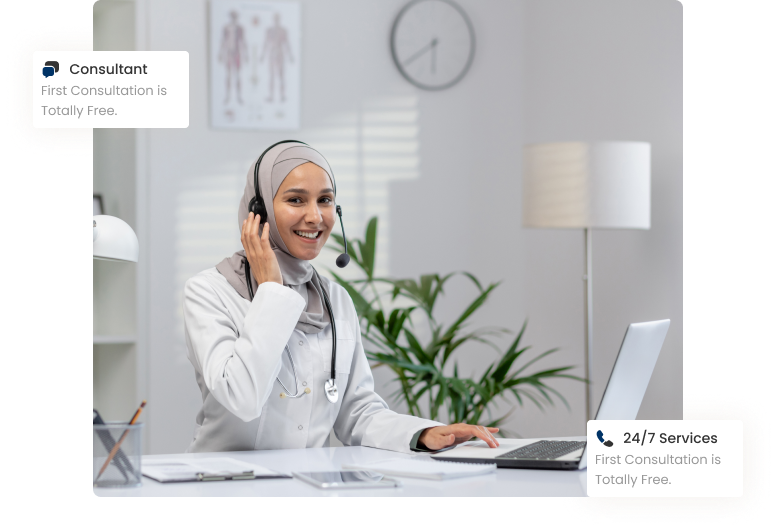 Consultant
First Consultation is
Totally Free.
24/7 Services
First Consultation is
Totally Free.